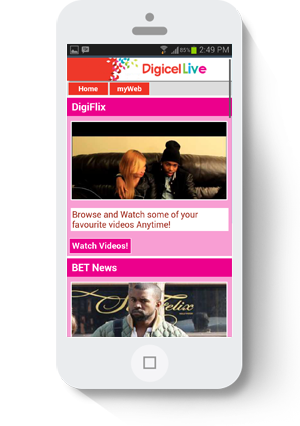 85% 2:49 PM
DigicelLive
Home myWeb
DigiFlix
Browse and Watch some of your
favourite videos Anytime!
Watch Videos!
BET News